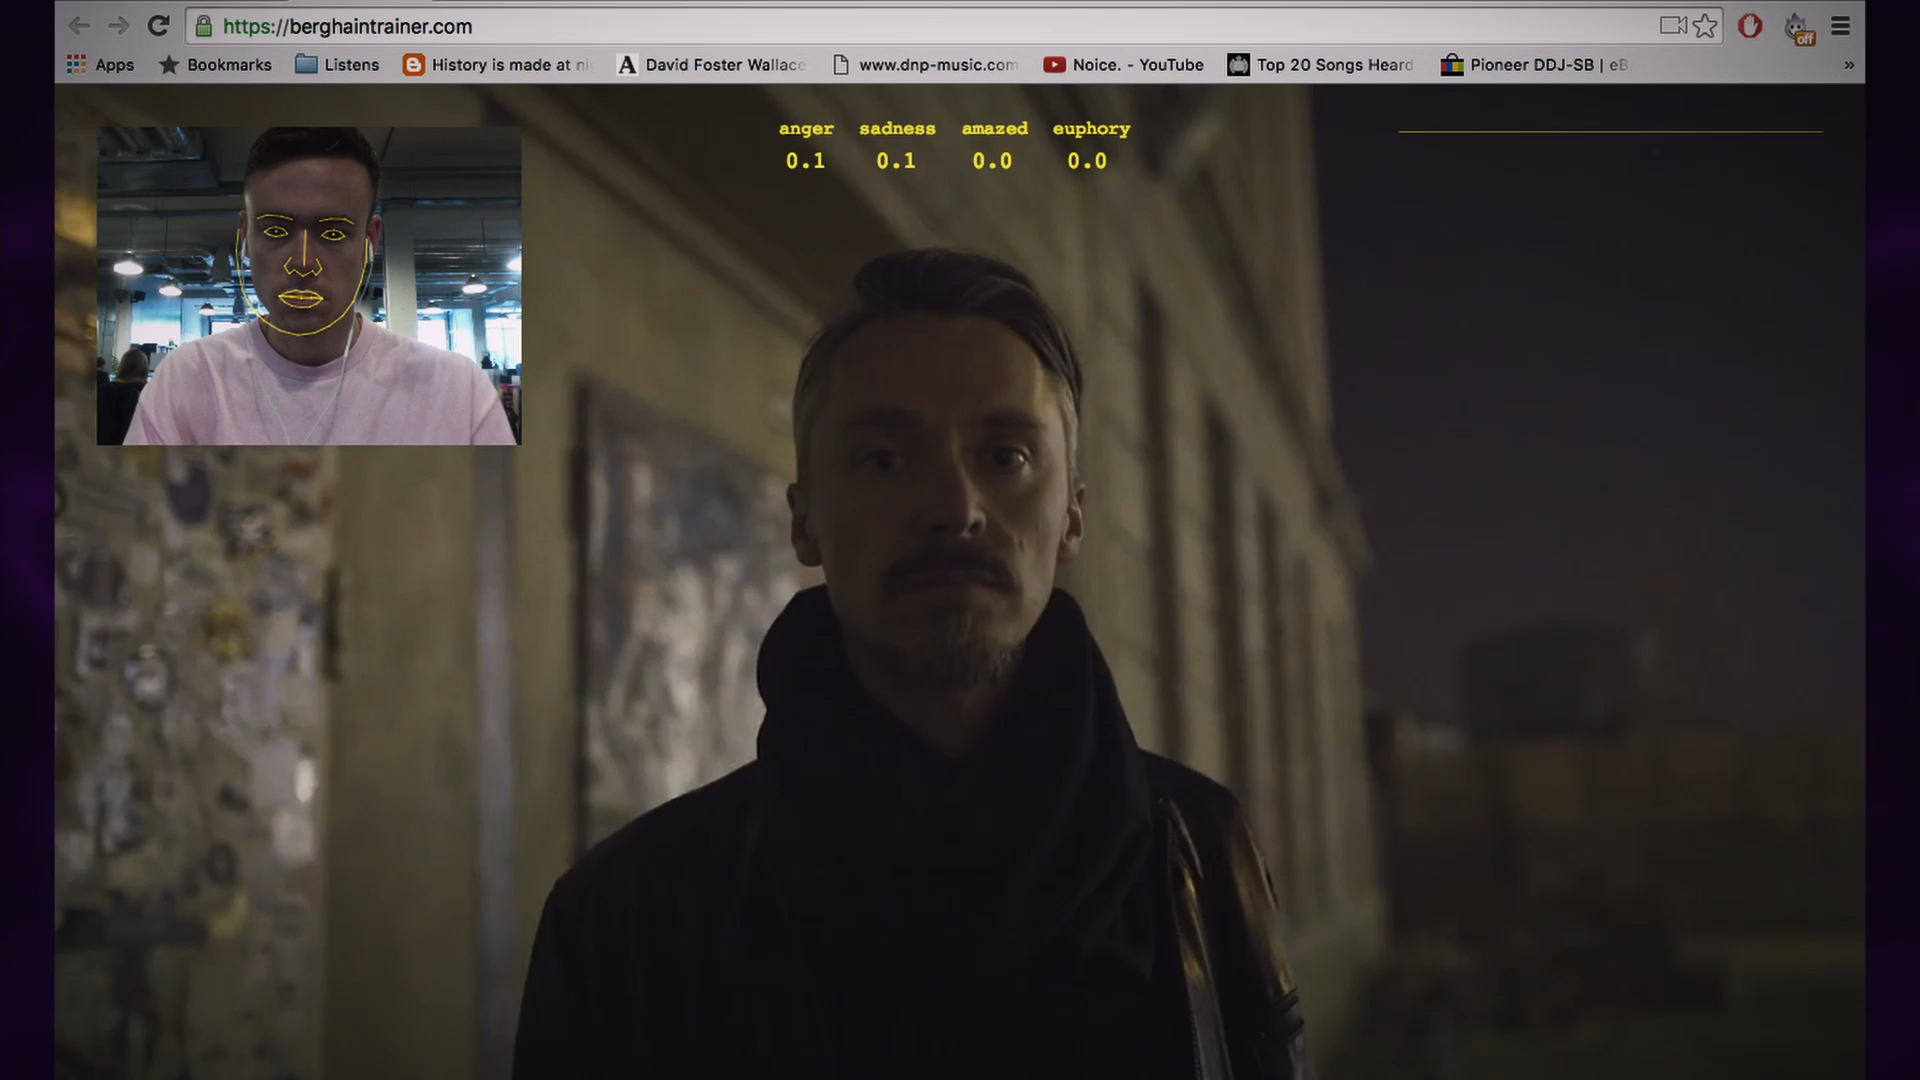 https://berghaintrainer.com
off
Apps Bookmarks Listens History is made at ni David Foster Wallace www.dnp-music.com Noice. - YouTube Top 20 Songs Heard Pioneer DDJ-SB | eB »
anger sadness amazed euphory
0.1 0.1 0.0 0.0